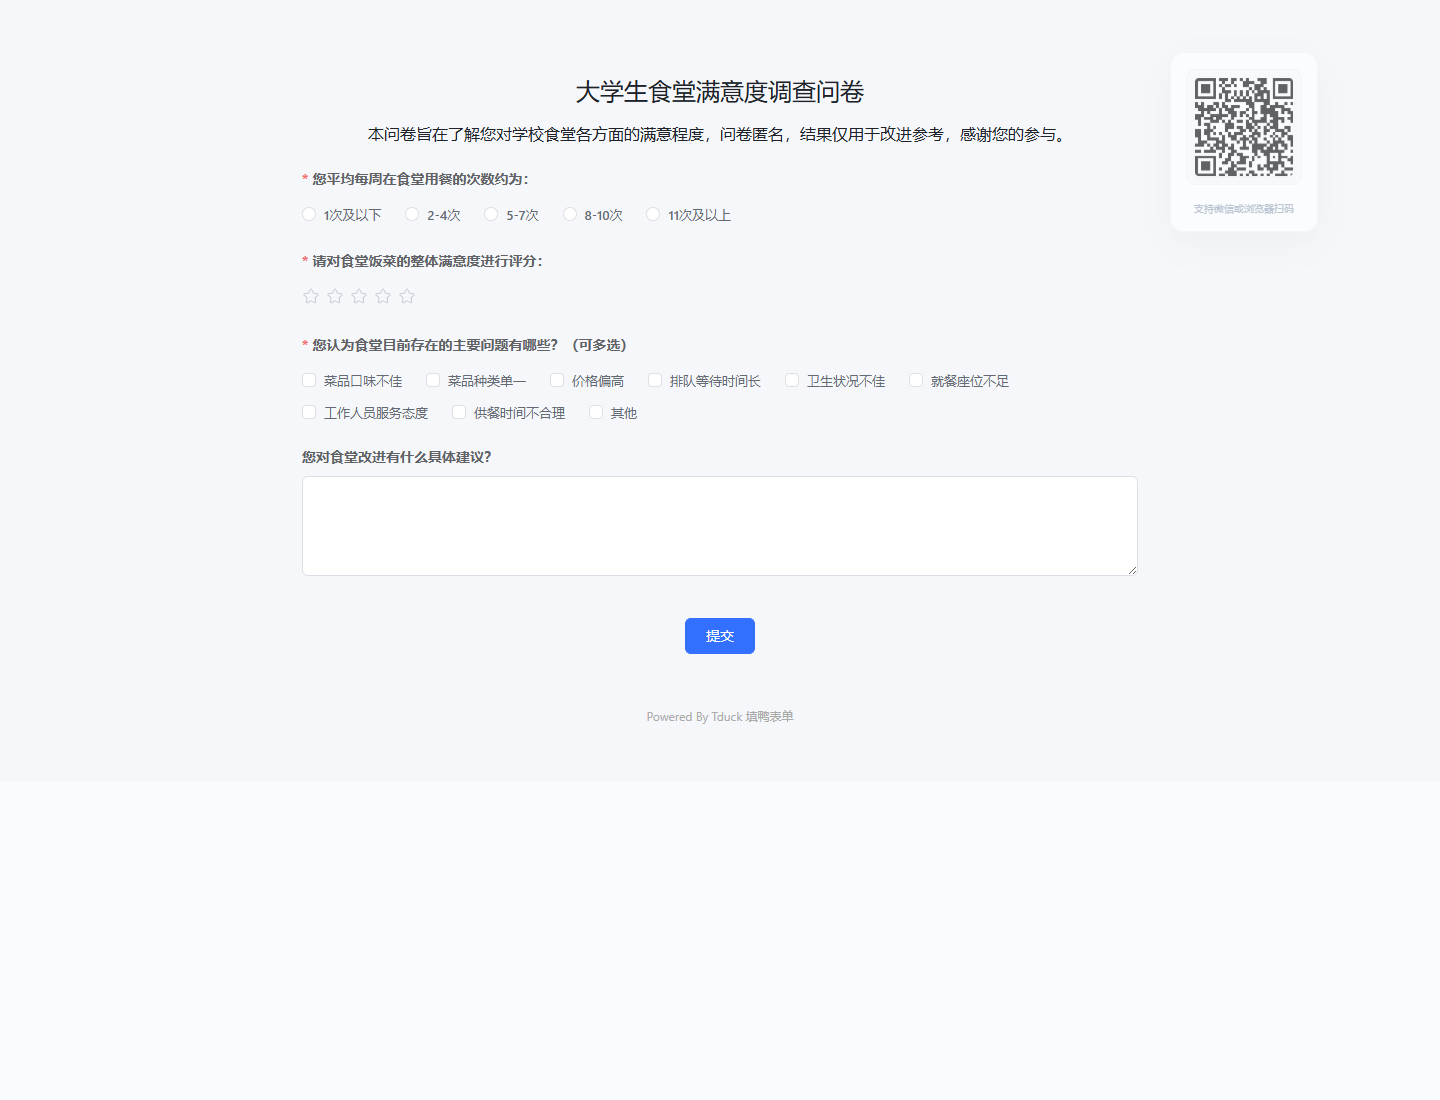 大学生食堂满意度调查问卷
本问卷旨在了解您对学校食堂各方面的满意程度，问卷匿名，结果仅用于改进参考，感谢您的参与。
支持微信或浏览器扫码
* 您平均每周在食堂用餐的次数约为：
1次及以下 2-4次 5-7次 8-10次 11次及以上
* 请对食堂饭菜的整体满意度进行评分：
* 您认为食堂目前存在的主要问题有哪些？（可多选）
菜品口味不佳 菜品种类单一 价格偏高 排队等待时间长 卫生状况不佳 就餐座位不足
工作人员服务态度 供餐时间不合理 其他
您对食堂改进有什么具体建议？
提交
Powered By Tduck 填鸭表单